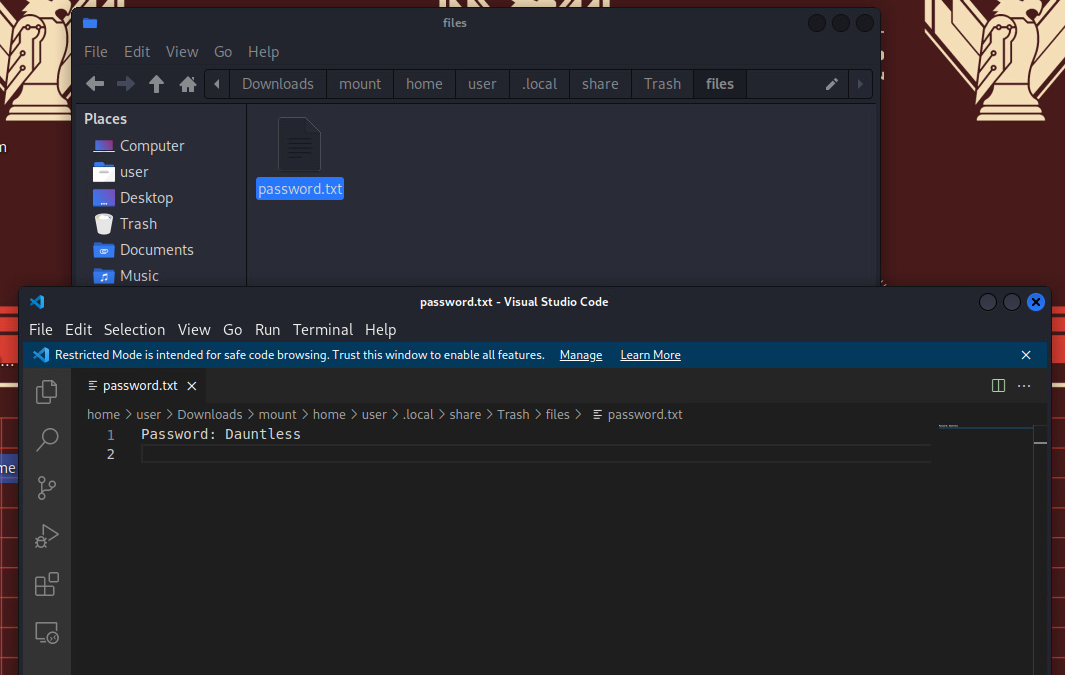 files
File Edit View Go Help
Downloads mount home user .local share Trash files
Places
Computer
user
Desktop
Trash
Documents
Music
password.txt
m
password.txt - Visual Studio Code
File Edit Selection View Go Run Terminal Help
Restricted Mode is intended for safe code browsing. Trust this window to enable all features. Manage Learn More
...
password.txt
home > user > Downloads > mount > home > user > .local > share > Trash > files > password.txt
1 Password: Dauntless
2
me